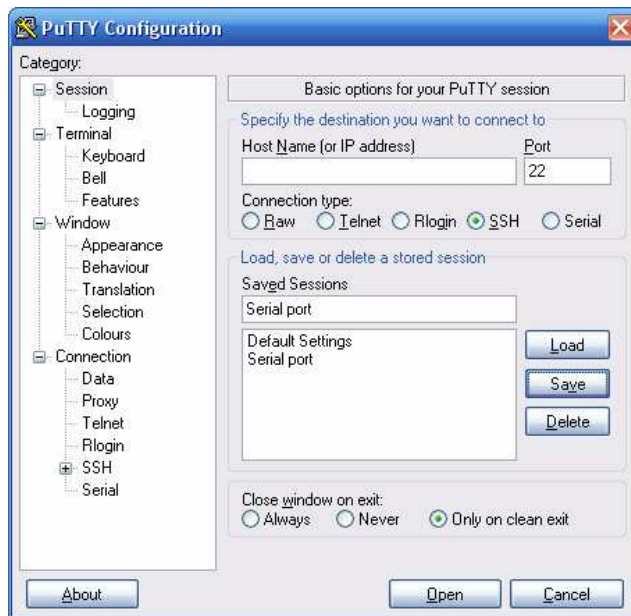 PuTTY Configuration
Category:
Session
Logging
Terminal
Keyboard
Bell
Features
Window
Appearance
Behaviour
Translation
Selection
Colours
Connection
Data
Proxy
Telnet
Rlogin
SSH
Serial
Basic options for your PuTTY session
Specify the destination you want to connect to
Host Name (or IP address) Port
22
Connection type:
Raw Telnet Rlogin SSH Serial
Load, save or delete a stored session
Saved Sessions
Serial port
Default Settings
Serial port
Load
Save
Delete
Close window on exit:
Always Never Only on clean exit
About Open Cancel